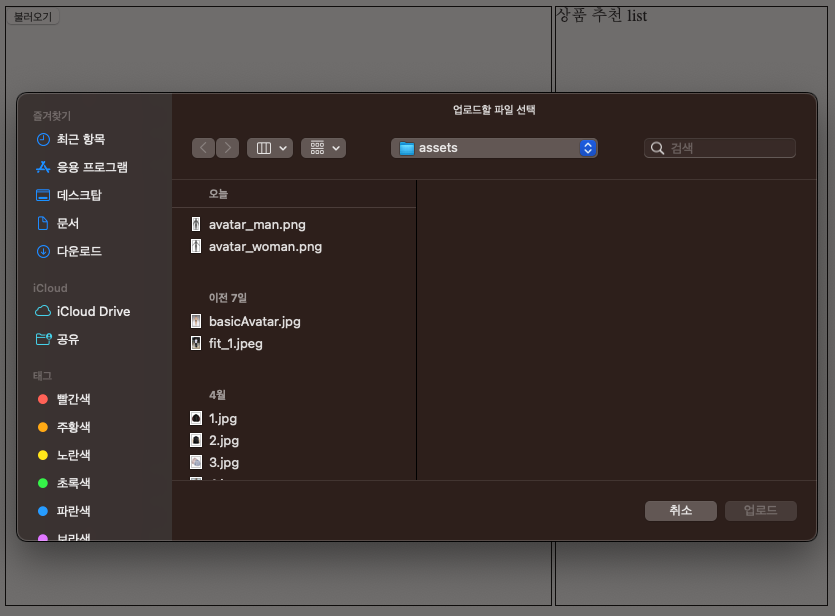 불러오기
상품 추천 list
업로드할 파일 선택
assets
검색
즐겨찾기
최근 항목
응용 프로그램
데스크탑
문서
다운로드
iCloud
iCloud Drive
공유
태그
빨간색
주황색
노란색
초록색
파란색
보라색
오늘
avatar_man.png
avatar_woman.png
이전 7일
basicAvatar.jpg
fit_1.jpeg
4월
1.jpg
2.jpg
3.jpg
취소
업로드